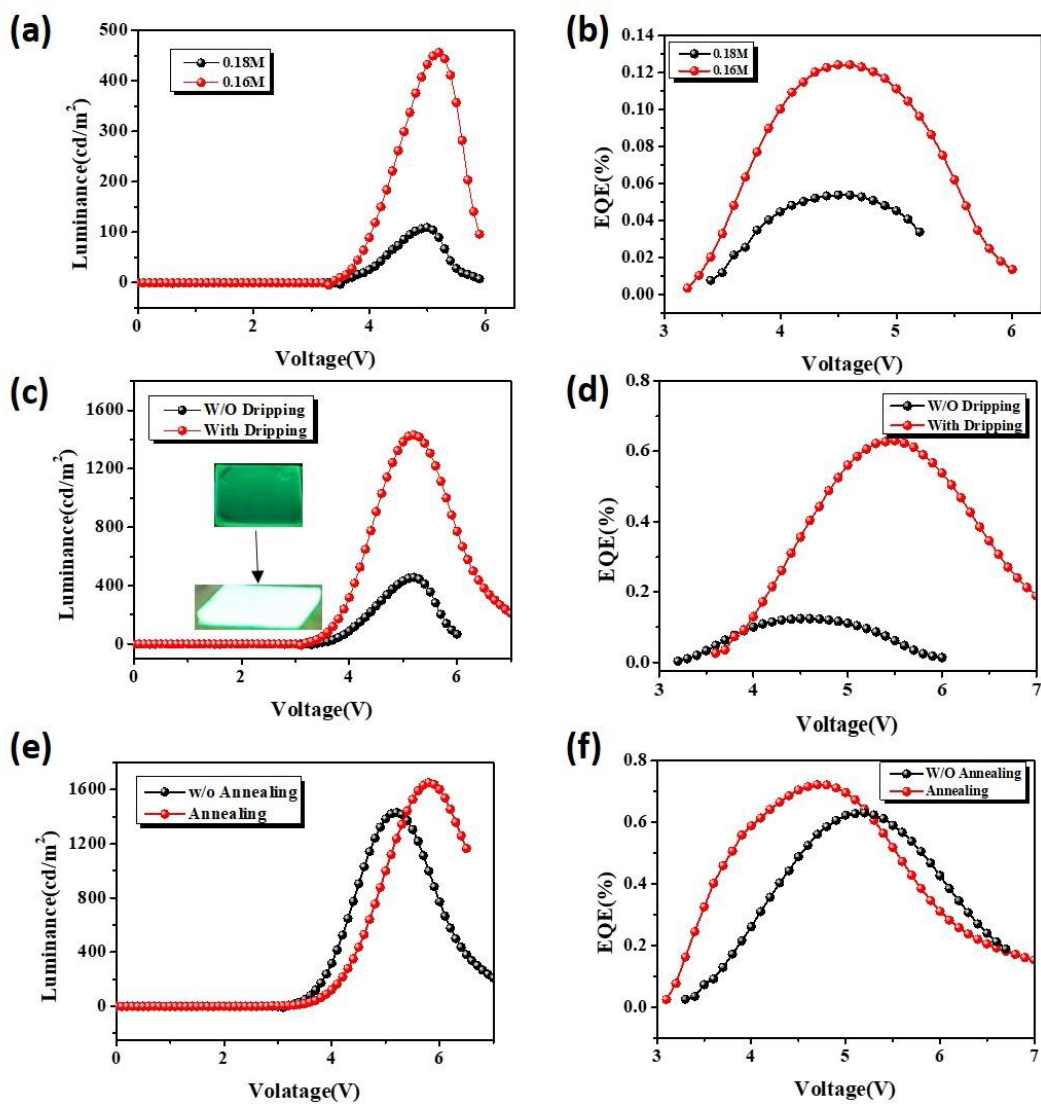 (a)
500
400
300
200
100
0
0
2
4
6
Luminance(cd/m²)
Voltage(V)
0.18M
0.16M
(b)
0.14
0.12
0.10
0.08
0.06
0.04
0.02
0.00
3
4
5
6
EQE(%)
Voltage(V)
0.18M
0.16M
(c)
1600
1200
800
400
0
0
2
4
6
Luminance(cd/m²)
Voltage(V)
W/O Dripping
With Dripping
(d)
0.8
0.6
0.4
0.2
0.0
3
4
5
6
7
EQE(%)
Voltage(V)
W/O Dripping
With Dripping
(e)
1600
1200
800
400
0
0
2
4
6
Luminance(cd/m²)
Volatage(V)
w/o Annealing
Annealing
(f)
0.8
0.6
0.4
0.2
0.0
3
4
5
6
7
EQE(%)
Voltage(V)
W/O Annealing
Annealing